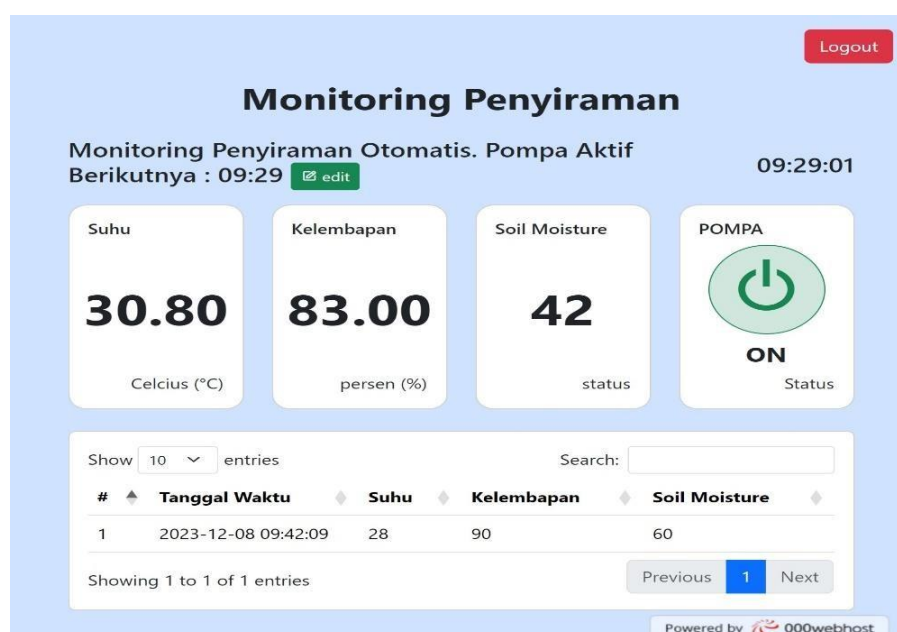 Logout
Monitoring Penyiraman
Monitoring Penyiraman Otomatis. Pompa Aktif
Berikutnya : 09:29 edit
09:29:01
Suhu
30.80
Celcius (°C)
Kelembapan
83.00
persen (%)
Soil Moisture
42
status
POMPA
ON
Status
Show 10 entries
Search:
# Tanggal Waktu Suhu Kelembapan Soil Moisture
1 2023-12-08 09:42:09 28 90 60
Showing 1 to 1 of 1 entries
Previous 1 Next
Powered by 000webhost